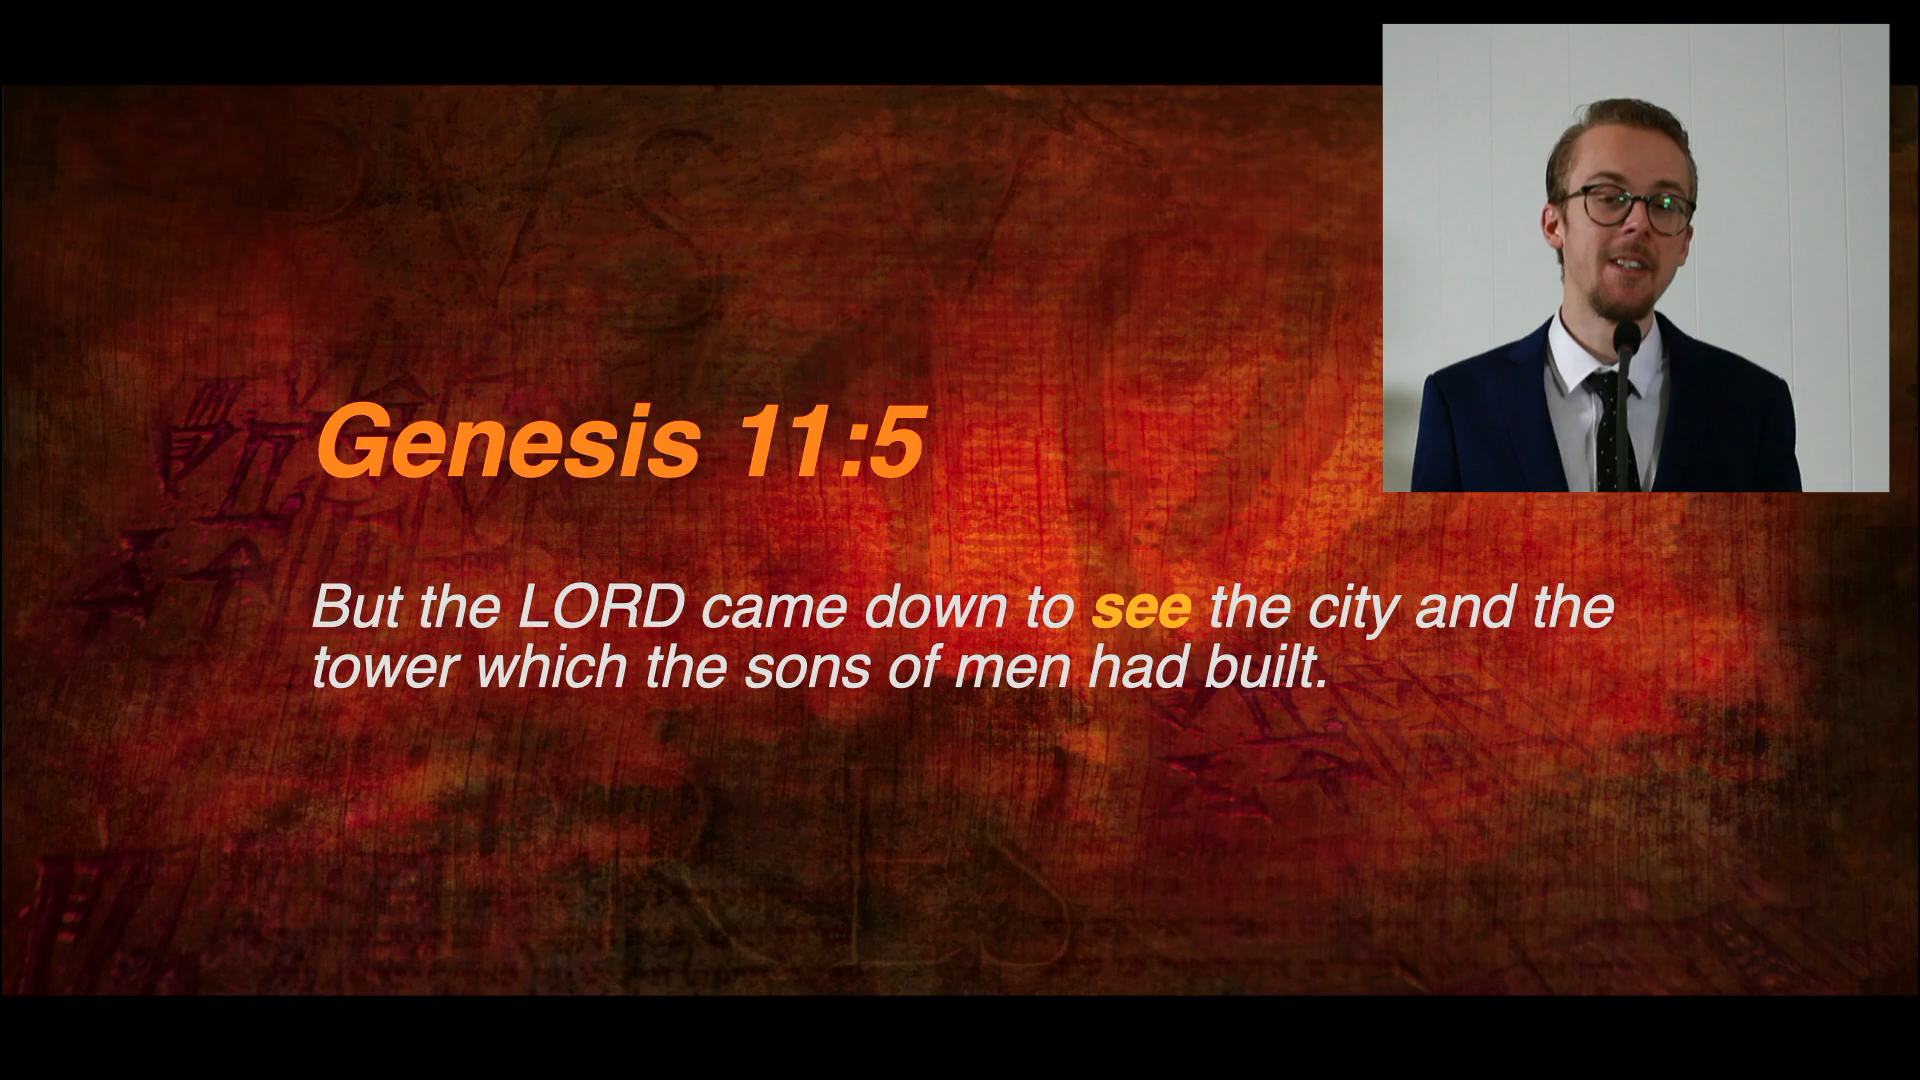 Genesis 11:5
But the LORD came down to see the city and the
tower which the sons of men had built.